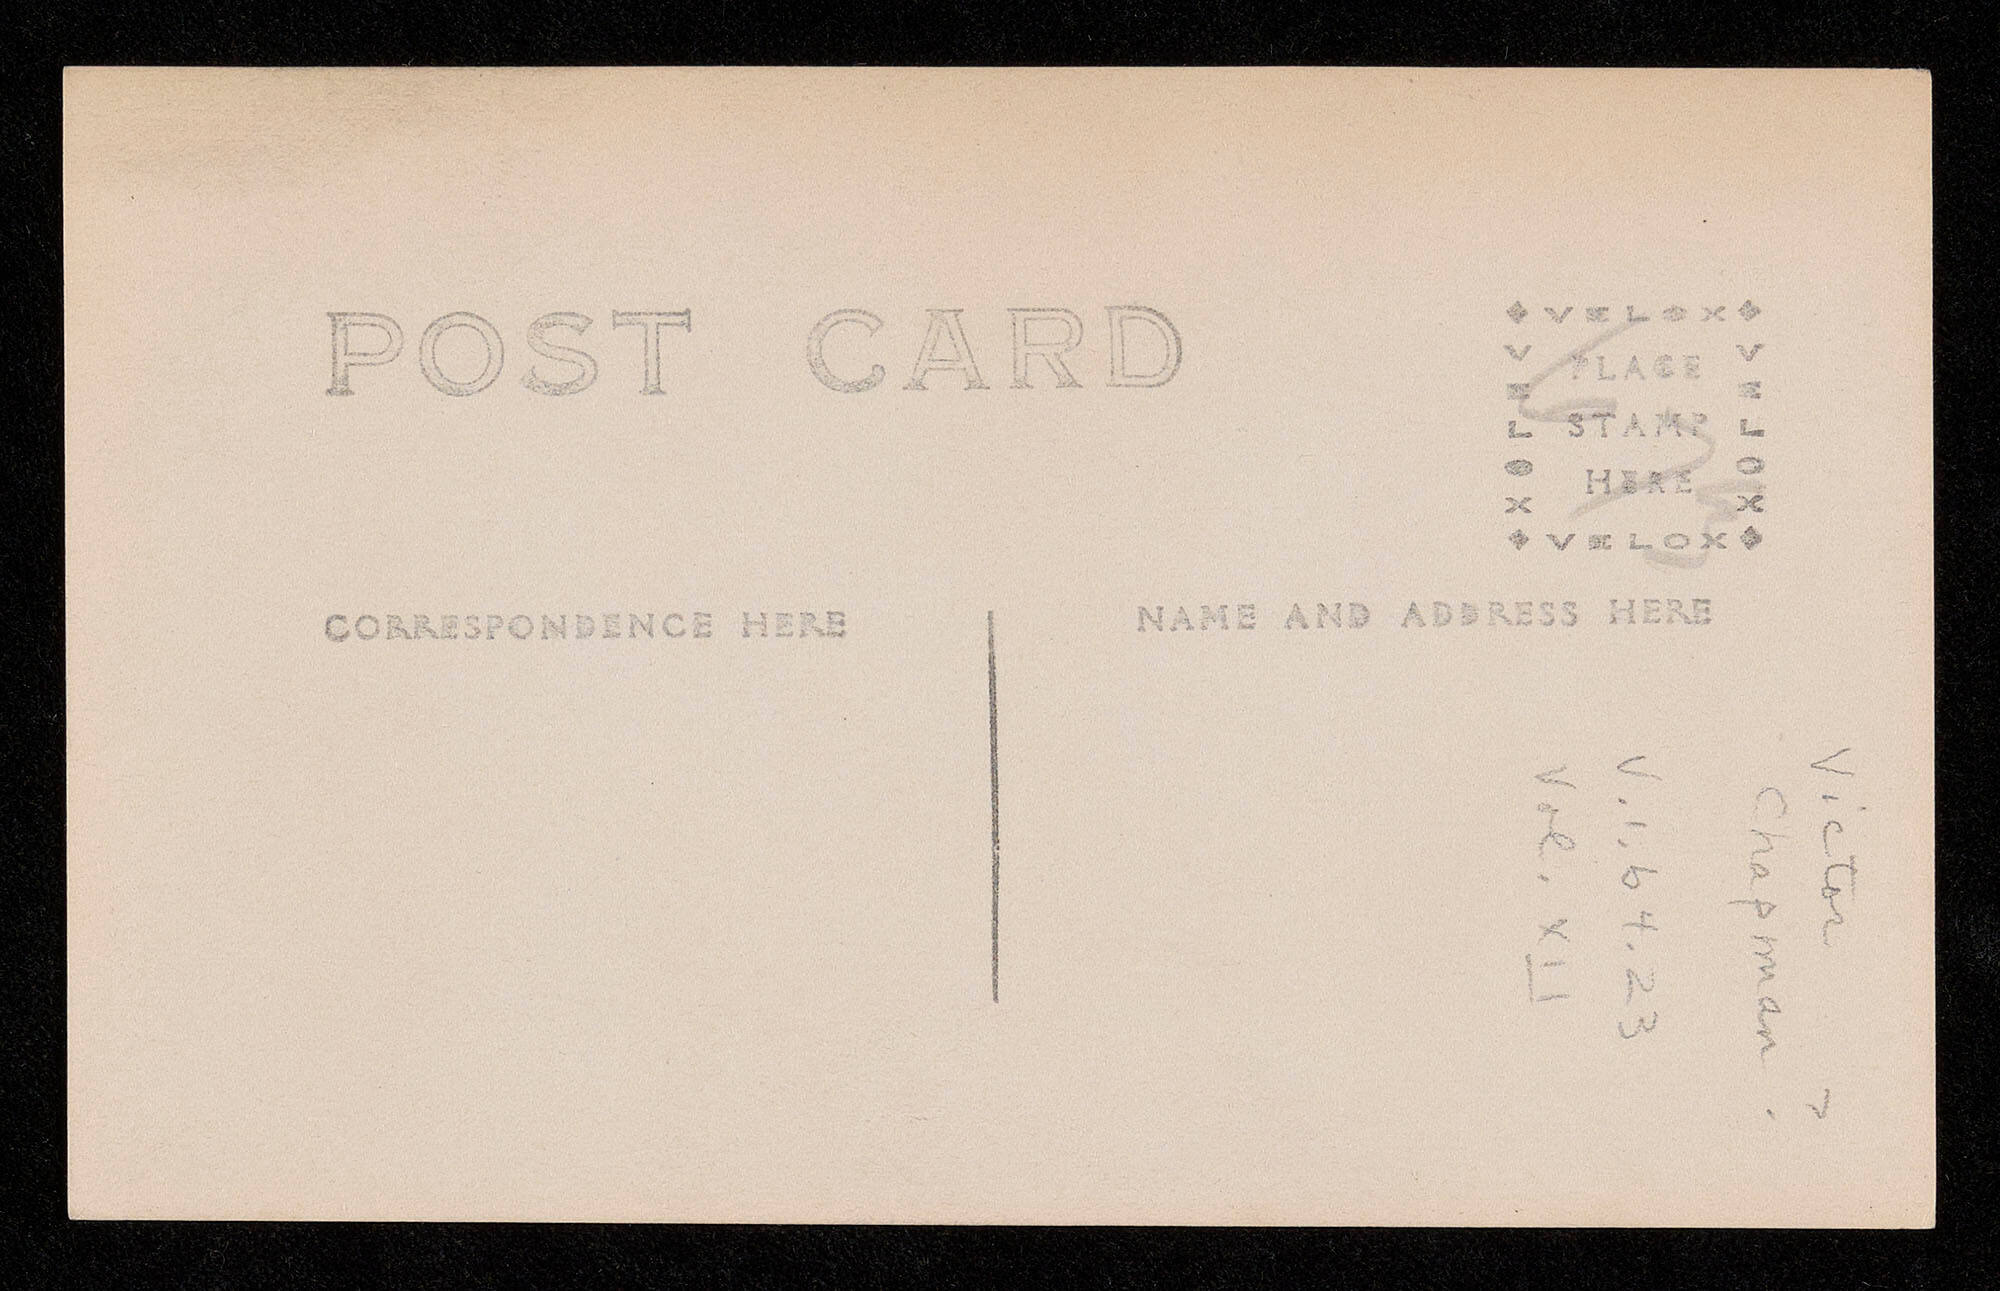 POST CARD
VELOX
VELOX
VELOX
VELOX
PLACE
STAMP
HERE
CORRESPONDENCE HERE
NAME AND ADDRESS HERE
Victor
Chapman.
V.1,64.23
Vol. XII